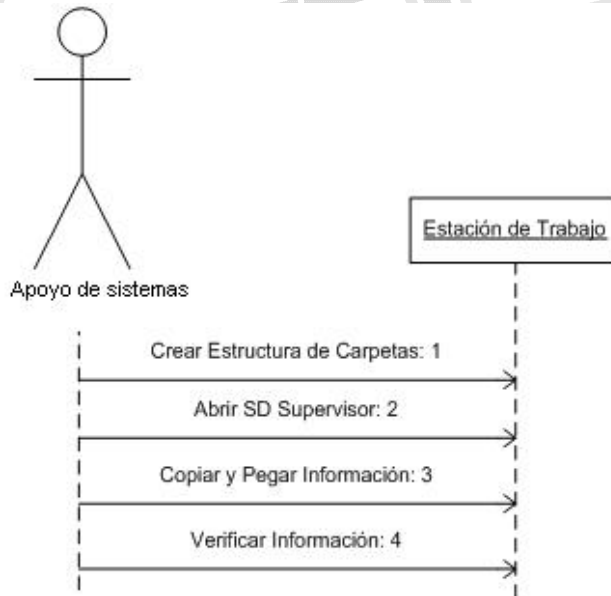 Estación de Trabajo
Apoyo de sistemas
Crear Estructura de Carpetas: 1
Abrir SD Supervisor: 2
Copiar y Pegar Información: 3
Verificar Información: 4